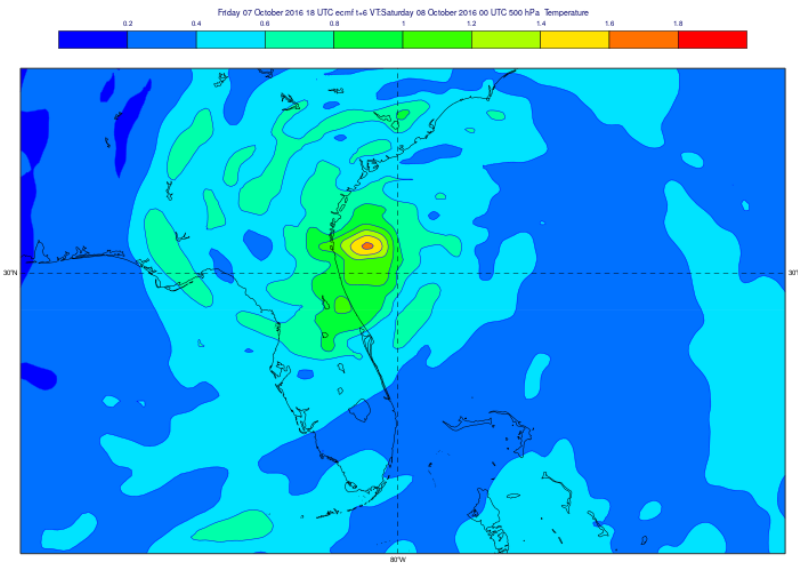 Friday 07 October 2016 18 UTC ecmf t+6 VT:Saturday 08 October 2016 00 UTC 500 hPa Temperature
0.2 0.4 0.6 0.8 1 1.2 1.4 1.6 1.8
30°N 30°
80°W